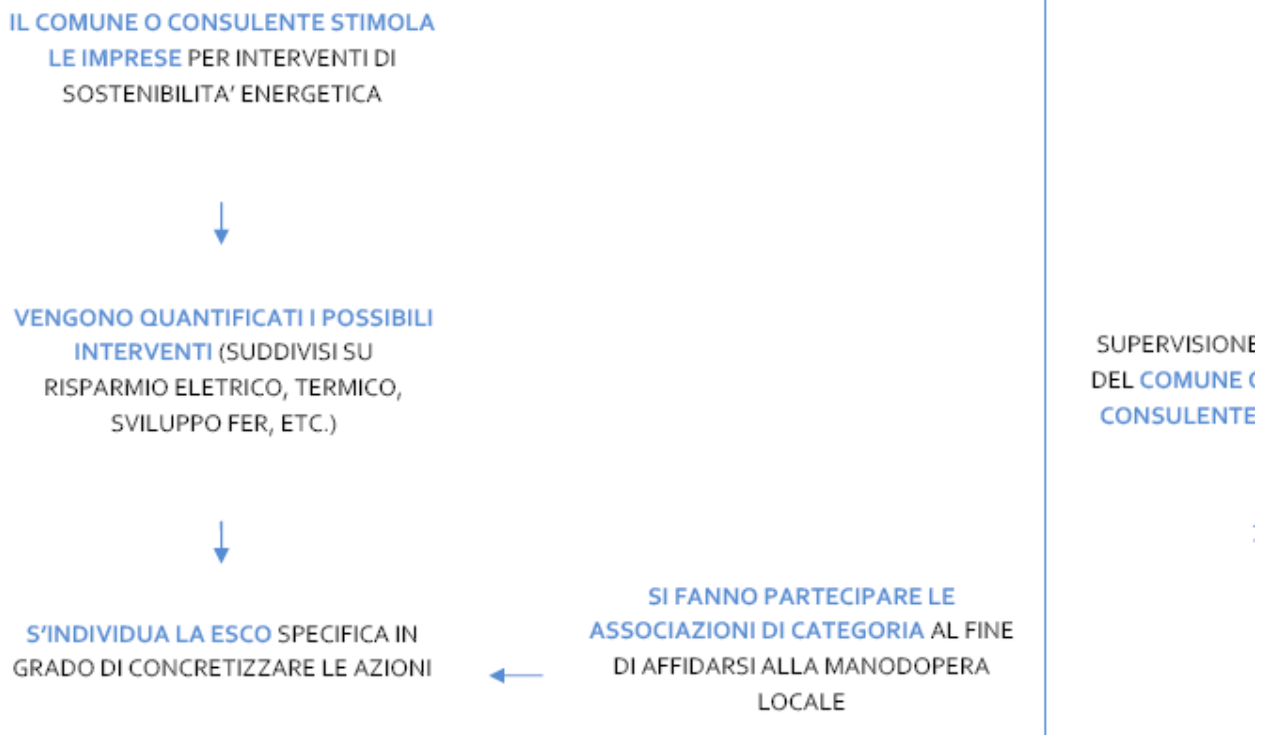 IL COMUNE O CONSULENTE STIMOLA
LE IMPRESE PER INTERVENTI DI
SOSTENIBILITA’ ENERGETICA
VENGONO QUANTIFICATI I POSSIBILI
INTERVENTI (SUDDIVISI SU
RISPARMIO ELETRICO, TERMICO,
SVILUPPO FER, ETC.)
S’INDIVIDUA LA ESCO SPECIFICA IN
GRADO DI CONCRETIZZARE LE AZIONI
SI FANNO PARTECIPARE LE
ASSOCIAZIONI DI CATEGORIA AL FINE
DI AFFIDARSI ALLA MANODOPERA
LOCALE
SUPERVISIONE
DEL COMUNE
CONSULENTE